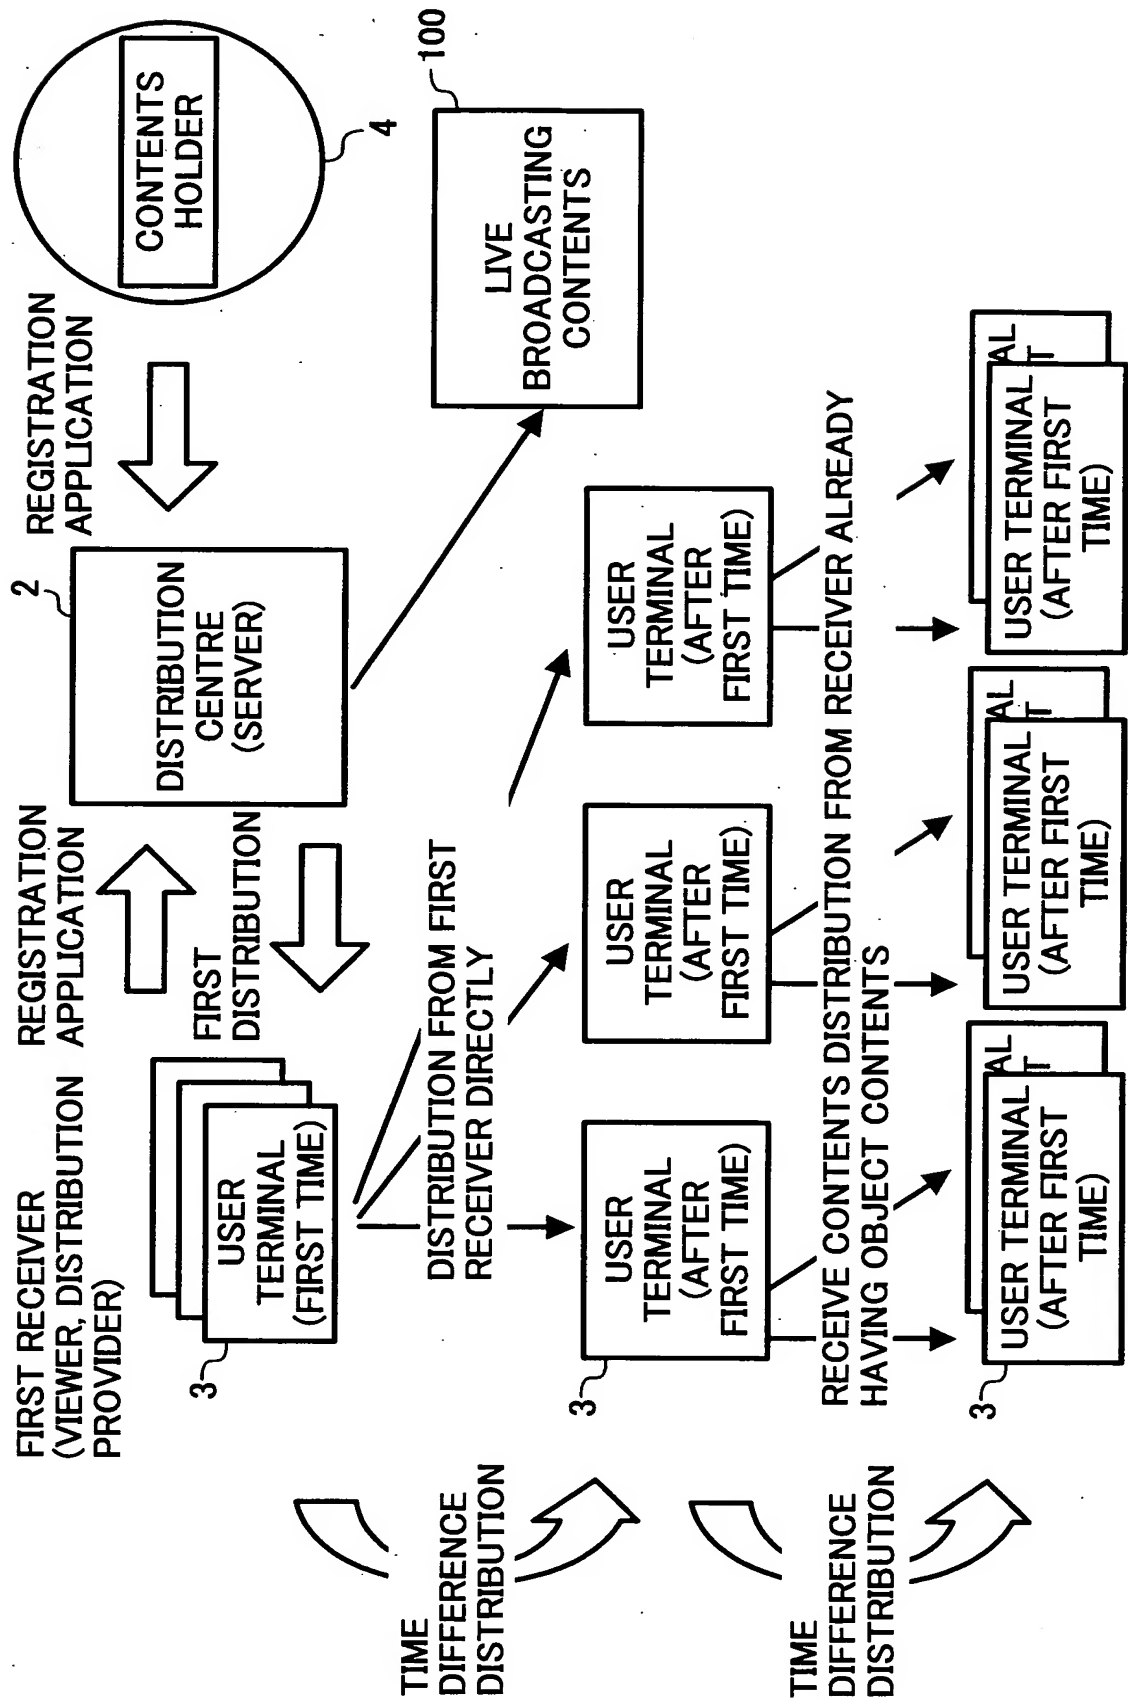 FIRST RECEIVER
(VIEWER, DISTRIBUTION
PROVIDER)
REGISTRATION
APPLICATION
2
REGISTRATION
APPLICATION
CONTENTS
HOLDER
4
DISTRIBUTION
CENTRE
(SERVER)
FIRST
DISTRIBUTION
3
USER
TERMINAL
(FIRST TIME)
100
LIVE
BROADCASTING
CONTENTS
TIME
DIFFERENCE
DISTRIBUTION
DISTRIBUTION FROM FIRST
RECEIVER DIRECTLY
3
USER
TERMINAL
(AFTER
FIRST TIME)
USER
TERMINAL
(AFTER
FIRST TIME)
USER
TERMINAL
(AFTER
FIRST TIME)
TIME
DIFFERENCE
DISTRIBUTION
RECEIVE CONTENTS DISTRIBUTION FROM RECEIVER ALREADY
HAVING OBJECT CONTENTS
3
AL
T
USER TERMINAL
(AFTER FIRST
TIME)
AL
T
USER TERMINAL
(AFTER FIRST
TIME)
AL
T
USER TERMINAL
(AFTER FIRST
TIME)